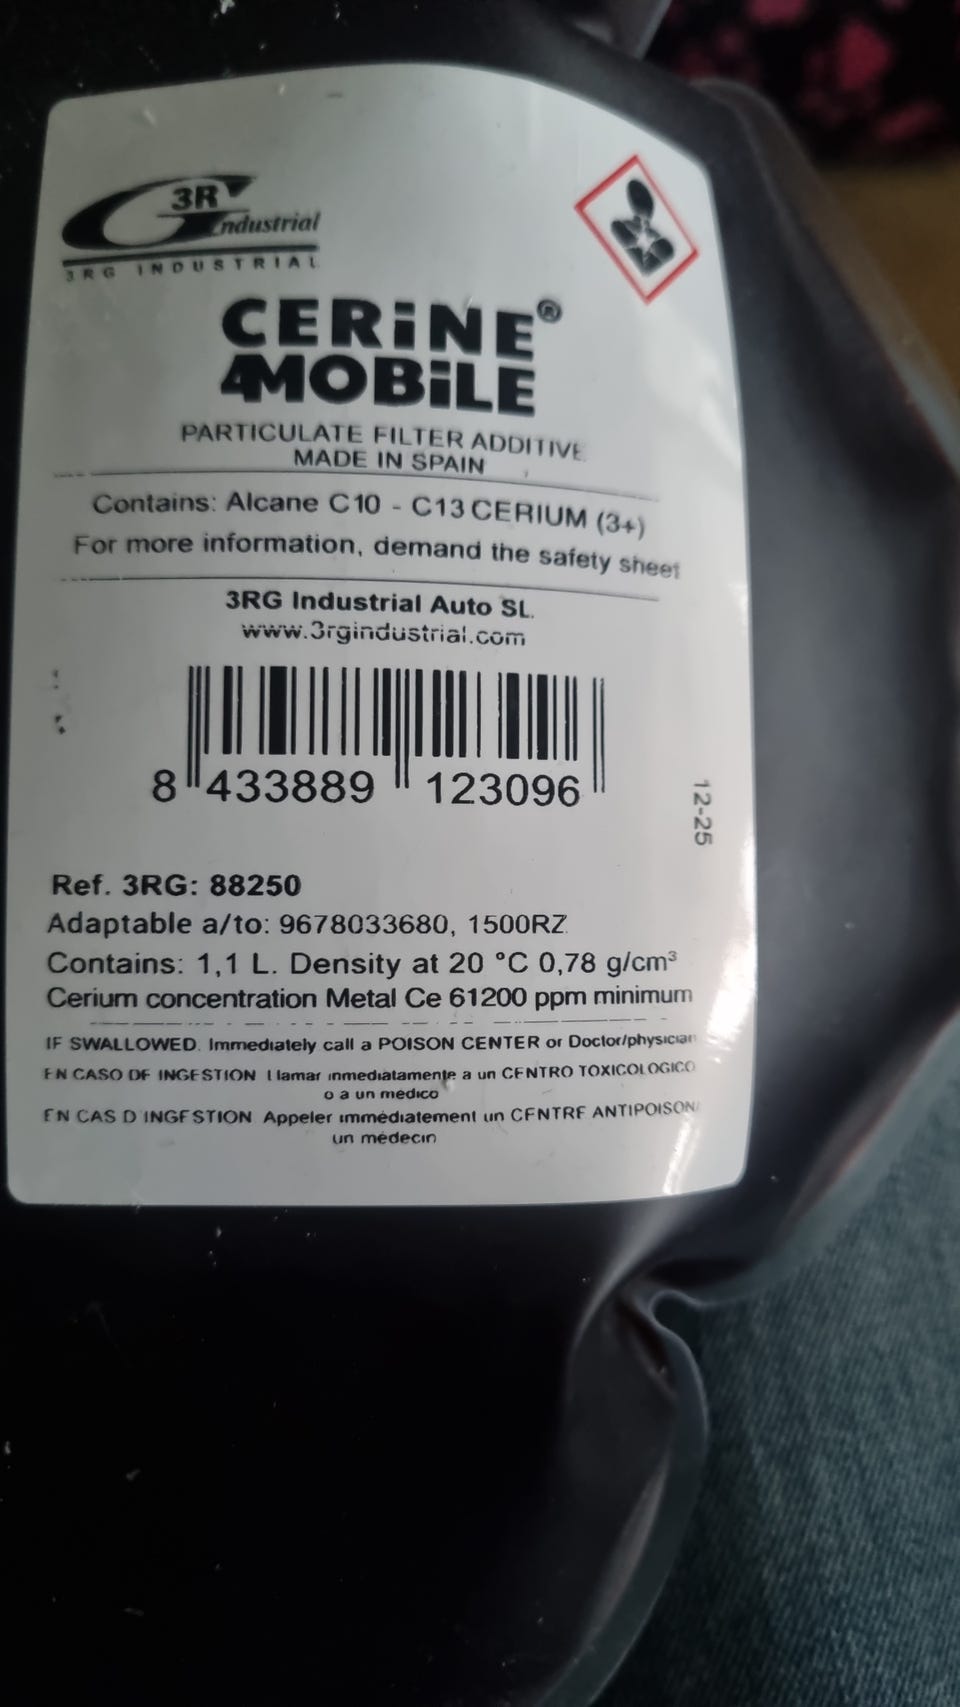 3R
Industrial
3RG INDUSTRIAL
CERiNE®
4MOBiLE
PARTICULATE FILTER ADDITIVE
MADE IN SPAIN
Contains: Alcane C10 - C13 CERIUM (3+)
For more information, demand the safety sheet
3RG Industrial Auto SL.
www.3rgindustrial.com
8 433889 123096
12-25
Ref. 3RG: 88250
Adaptable a/to: 9678033680, 1500RZ
Contains: 1,1 L. Density at 20 °C 0,78 g/cm³
Cerium concentration Metal Ce 61200 ppm minimum
IF SWALLOWED. Immediately call a POISON CENTER or Doctor/physician
EN CASO DE INGESTION Llamar inmediatamente a un CENTRO TOXICOLOGICO
o a un medico
EN CAS D INGESTION Appeler immédiatement un CENTRE ANTIPOISON/
un médecin